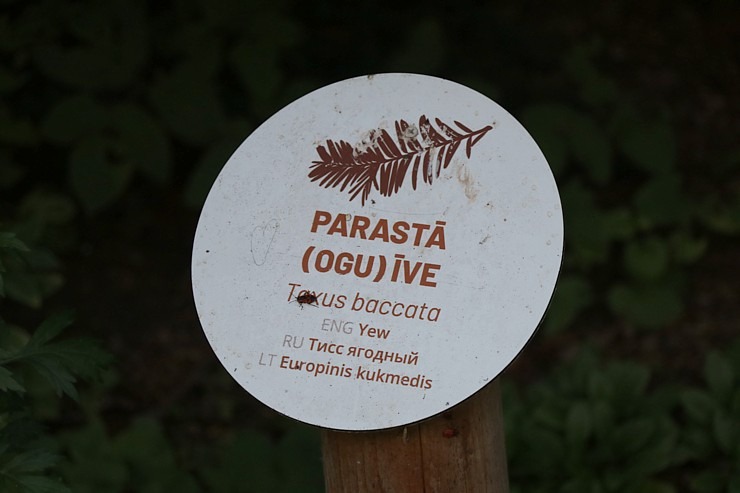 PARASTĀ
(OGU) ĪVE
Taxus baccata
ENG Yew
RU Тисс ягодный
LT Europinis kukmedis